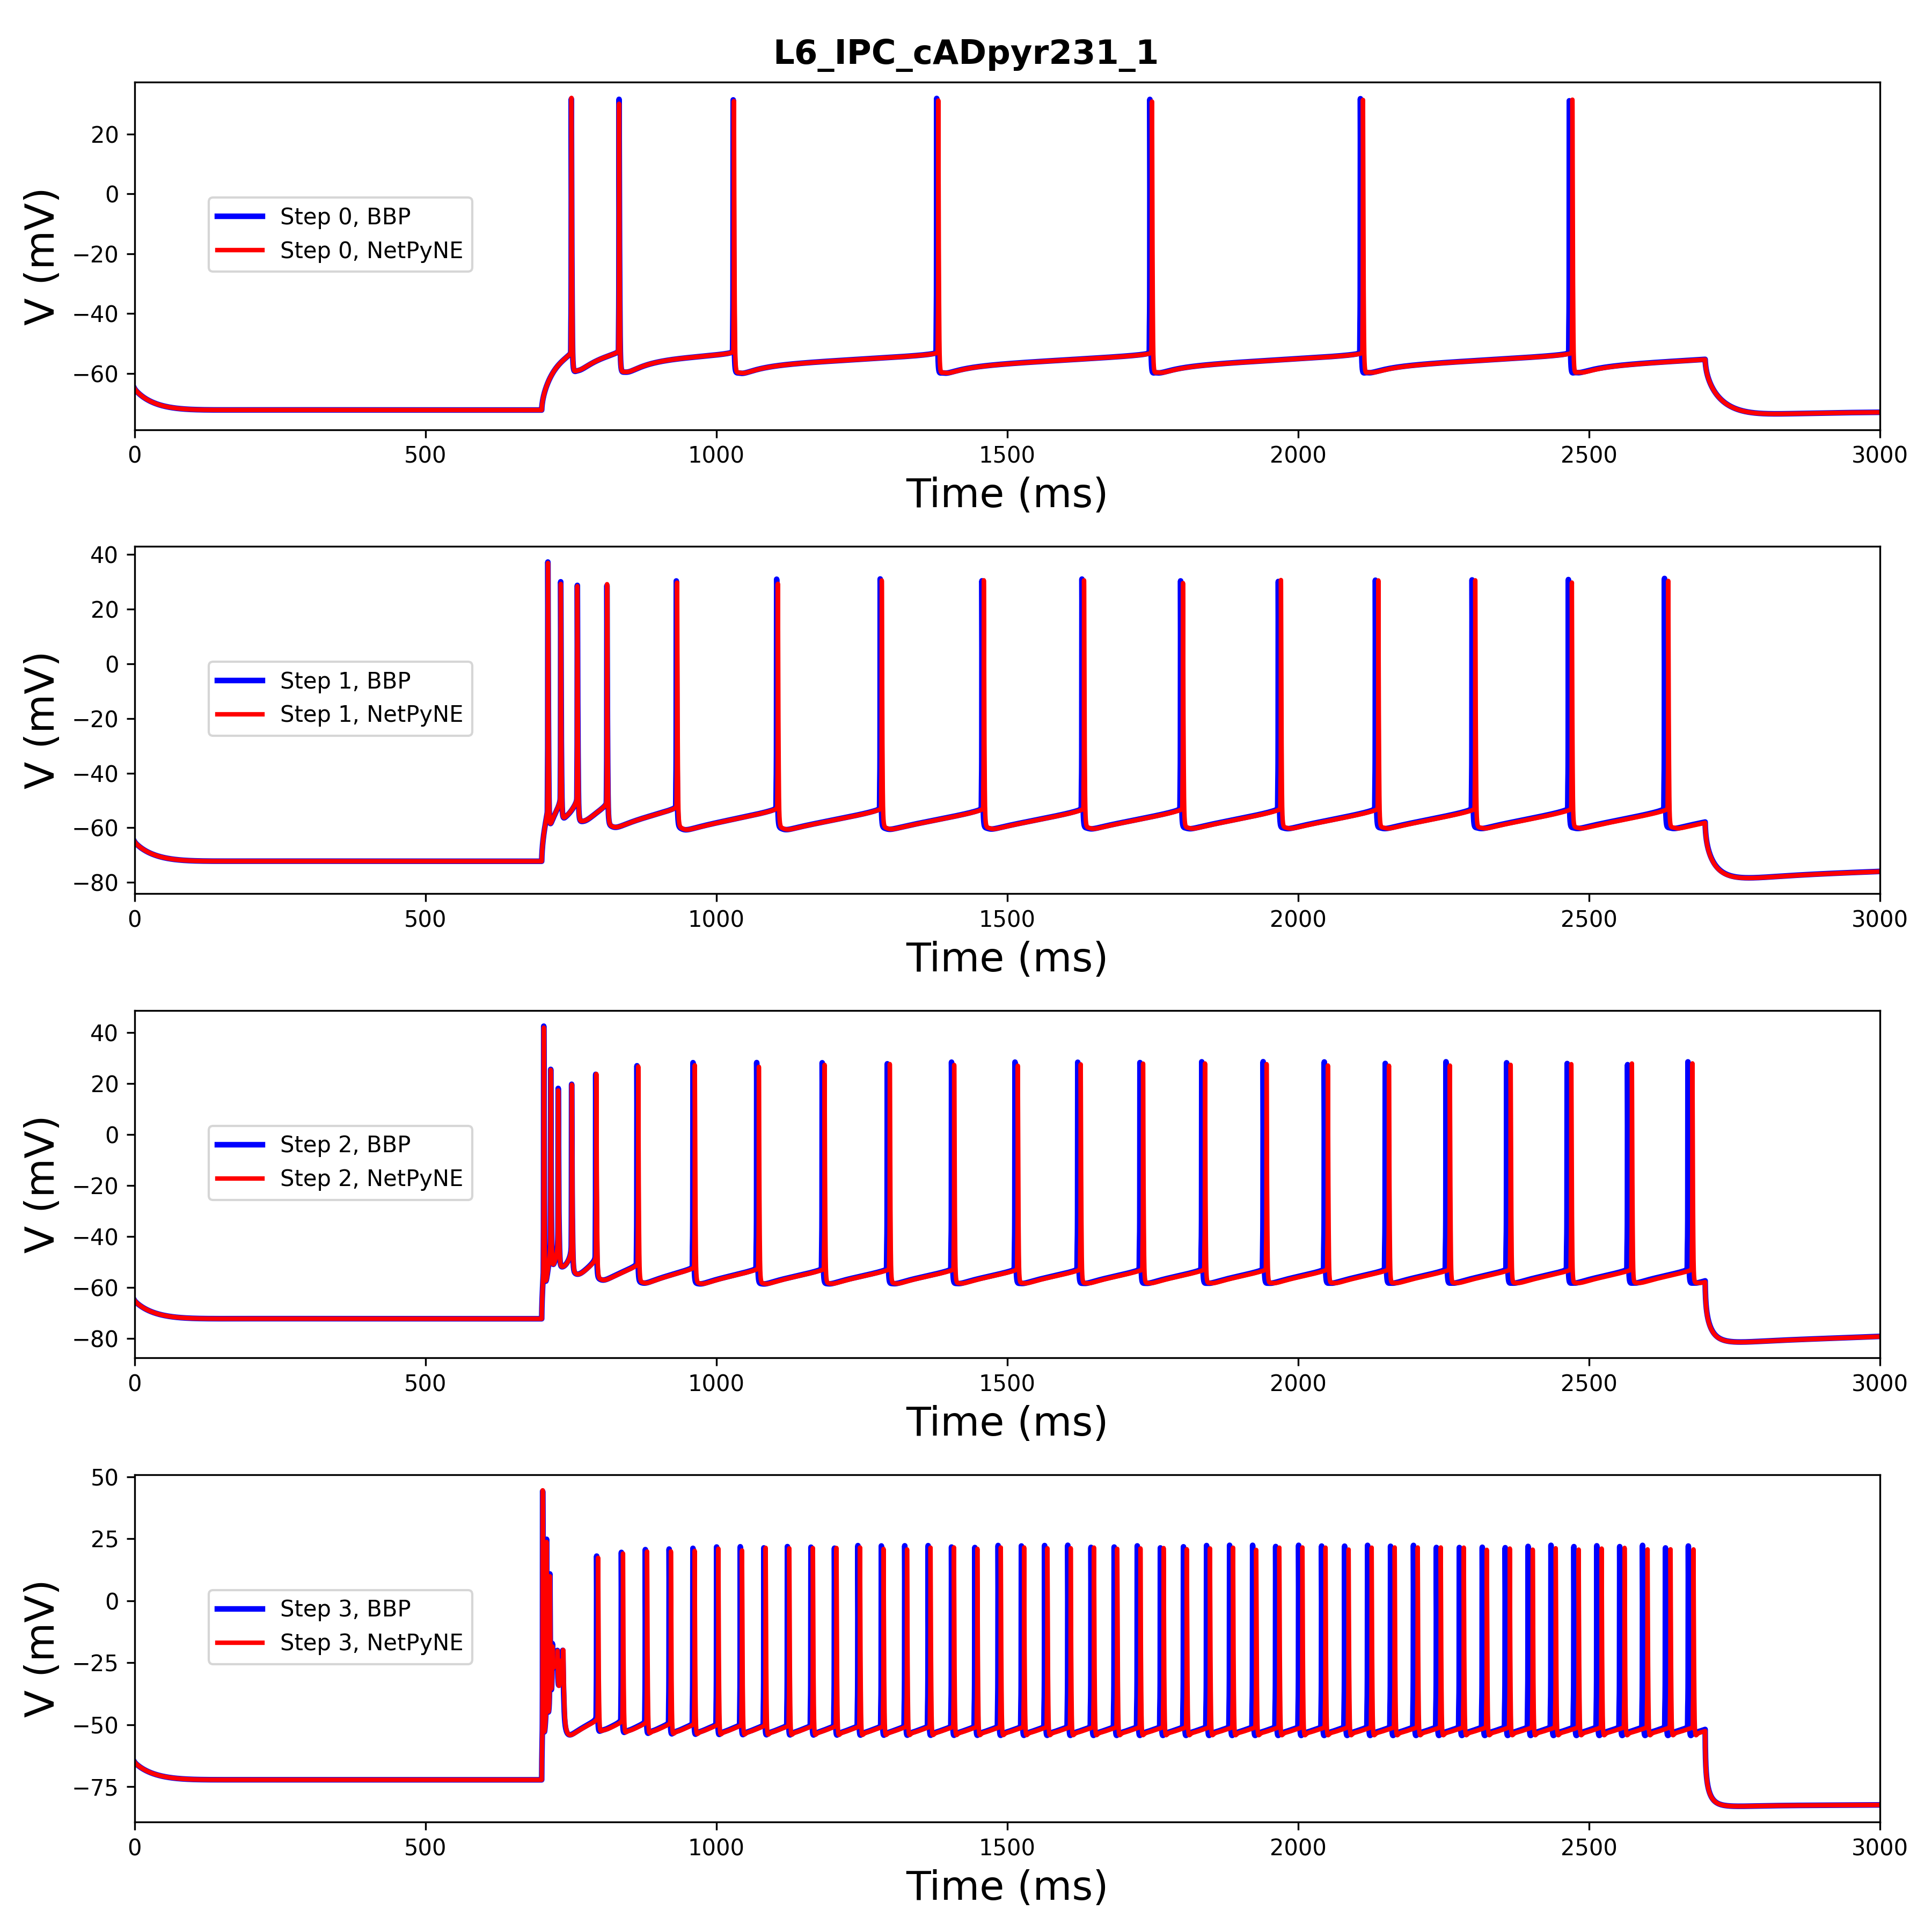 L6_IPC_cADpyr231_1
20
0
−20
−40
−60
V (mV)
Step 0, BBP
Step 0, NetPyNE
0 500 1000 1500 2000 2500 3000
Time (ms)
40
20
0
−20
−40
−60
−80
V (mV)
Step 1, BBP
Step 1, NetPyNE
0 500 1000 1500 2000 2500 3000
Time (ms)
40
20
0
−20
−40
−60
−80
V (mV)
Step 2, BBP
Step 2, NetPyNE
0 500 1000 1500 2000 2500 3000
Time (ms)
50
25
0
−25
−50
−75
V (mV)
Step 3, BBP
Step 3, NetPyNE
0 500 1000 1500 2000 2500 3000
Time (ms)